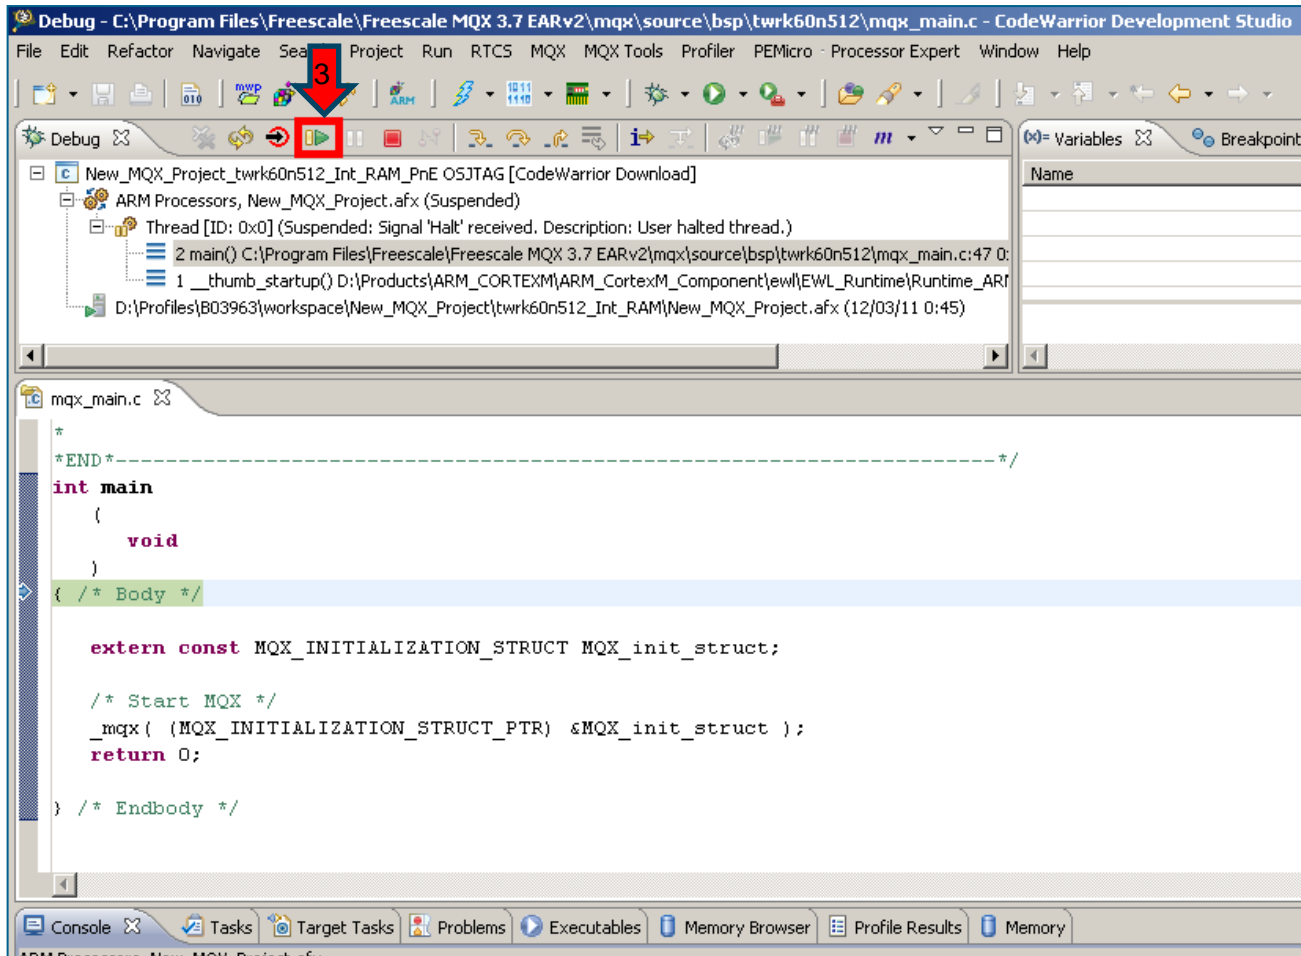 Debug - C:\Program Files\Freescale\Freescale MQX 3.7 EARv2\mqx\source\bsp\twrk60n512\mqx_main.c - CodeWarrior Development Studio
File Edit Refactor Navigate Project Run RTCS MQX MQX Tools Profiler PEMicro Processor Expert Window Help
3
Debug
(x)= Variables Breakpoint
New_MQX_Project_twrk60n512_Int_RAM_PnE OSJTAG [CodeWarrior Download]
Name
ARM Processors, New_MQX_Project.afx (Suspended)
Thread [ID: 0x0] (Suspended: Signal 'Halt' received. Description: User halted thread.)
2 main() C:\Program Files\Freescale\Freescale MQX 3.7 EARv2\mqx\source\bsp\twrk60n512\mqx_main.c:47 0:
1 __thumb_startup() D:\Products\ARM_CORTEXM\ARM_CortexM_Component\ewl\EWL_Runtime\Runtime_ARM
D:\Profiles\B03963\workspace\New_MQX_Project\twrk60n512_Int_RAM\New_MQX_Project.afx (12/03/11 0:45)
mqx_main.c
*
*END*----------------------------------------------------------------------*/
int main
(
void
)
{ /* Body */
extern const MQX_INITIALIZATION_STRUCT MQX_init_struct;
/* Start MQX */
_mqx( (MQX_INITIALIZATION_STRUCT_PTR) &MQX_init_struct );
return 0;
} /* Endbody */
Console Tasks Target Tasks Problems Executables Memory Browser Profile Results Memory
ARM Processors, New_MQX_Project.afx